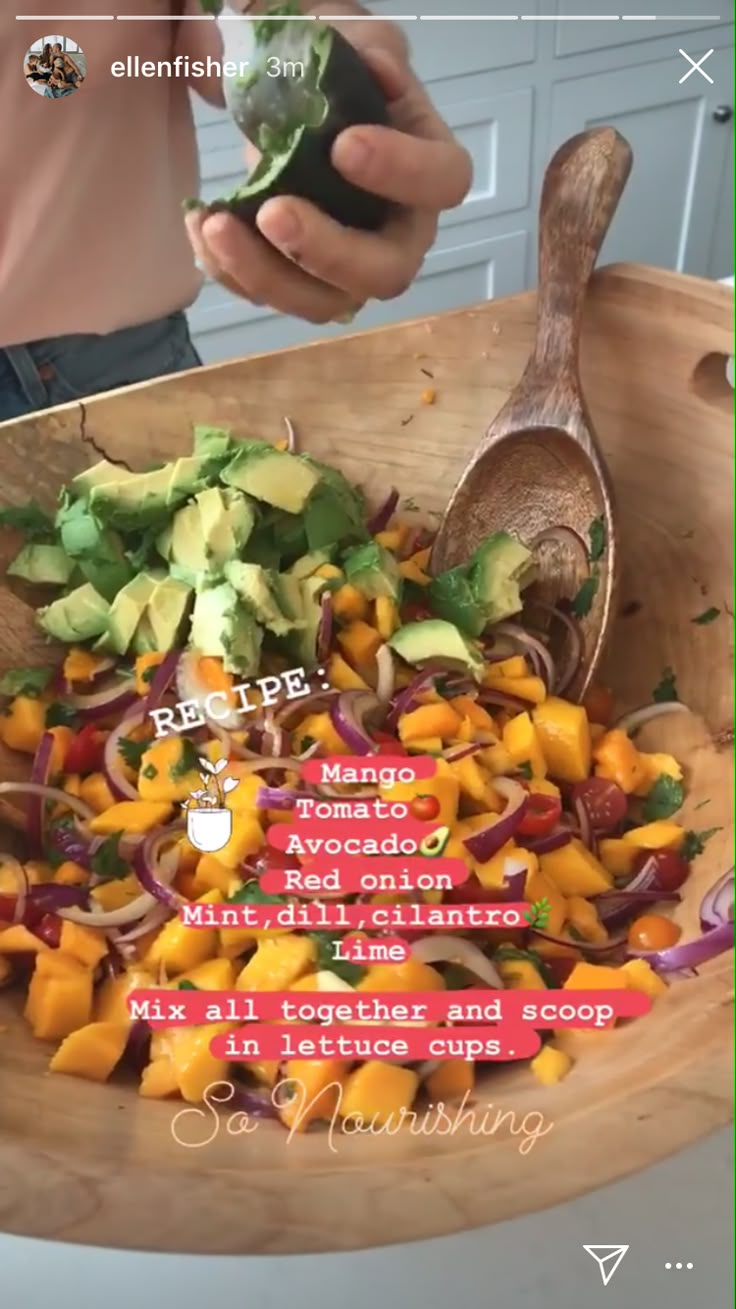 ellenfisher 3m
RECIPE:
Mango
Tomato🍅
Avocado🥑
Red onion
Mint,dill,cilantro🌿
Lime
Mix all together and scoop
in lettuce cups.
So Nourishing